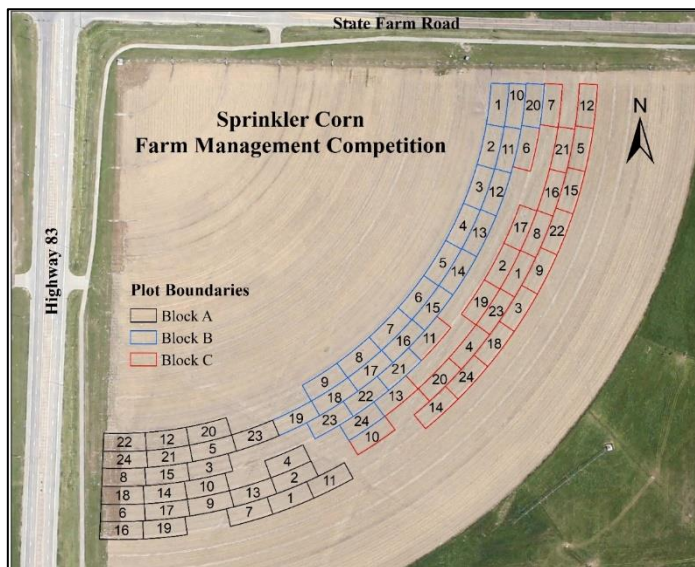 State Farm Road
Sprinkler Corn
Farm Management Competition
N
Highway 83
Plot Boundaries
Block A
Block B
Block C
1 10 20 7 12
2 11 6 21 5
3 12 16 15
4 13 17 8 22
5 14 2 1 9
6 15 19 23 3
7 16 11 4 18
8 17 21 20 24
9 18 22 13 14
19 23 24 10
22 12 20 23
24 21 5
8 15 3 4
18 14 10 13 2 11
6 17 9 7 1
16 19